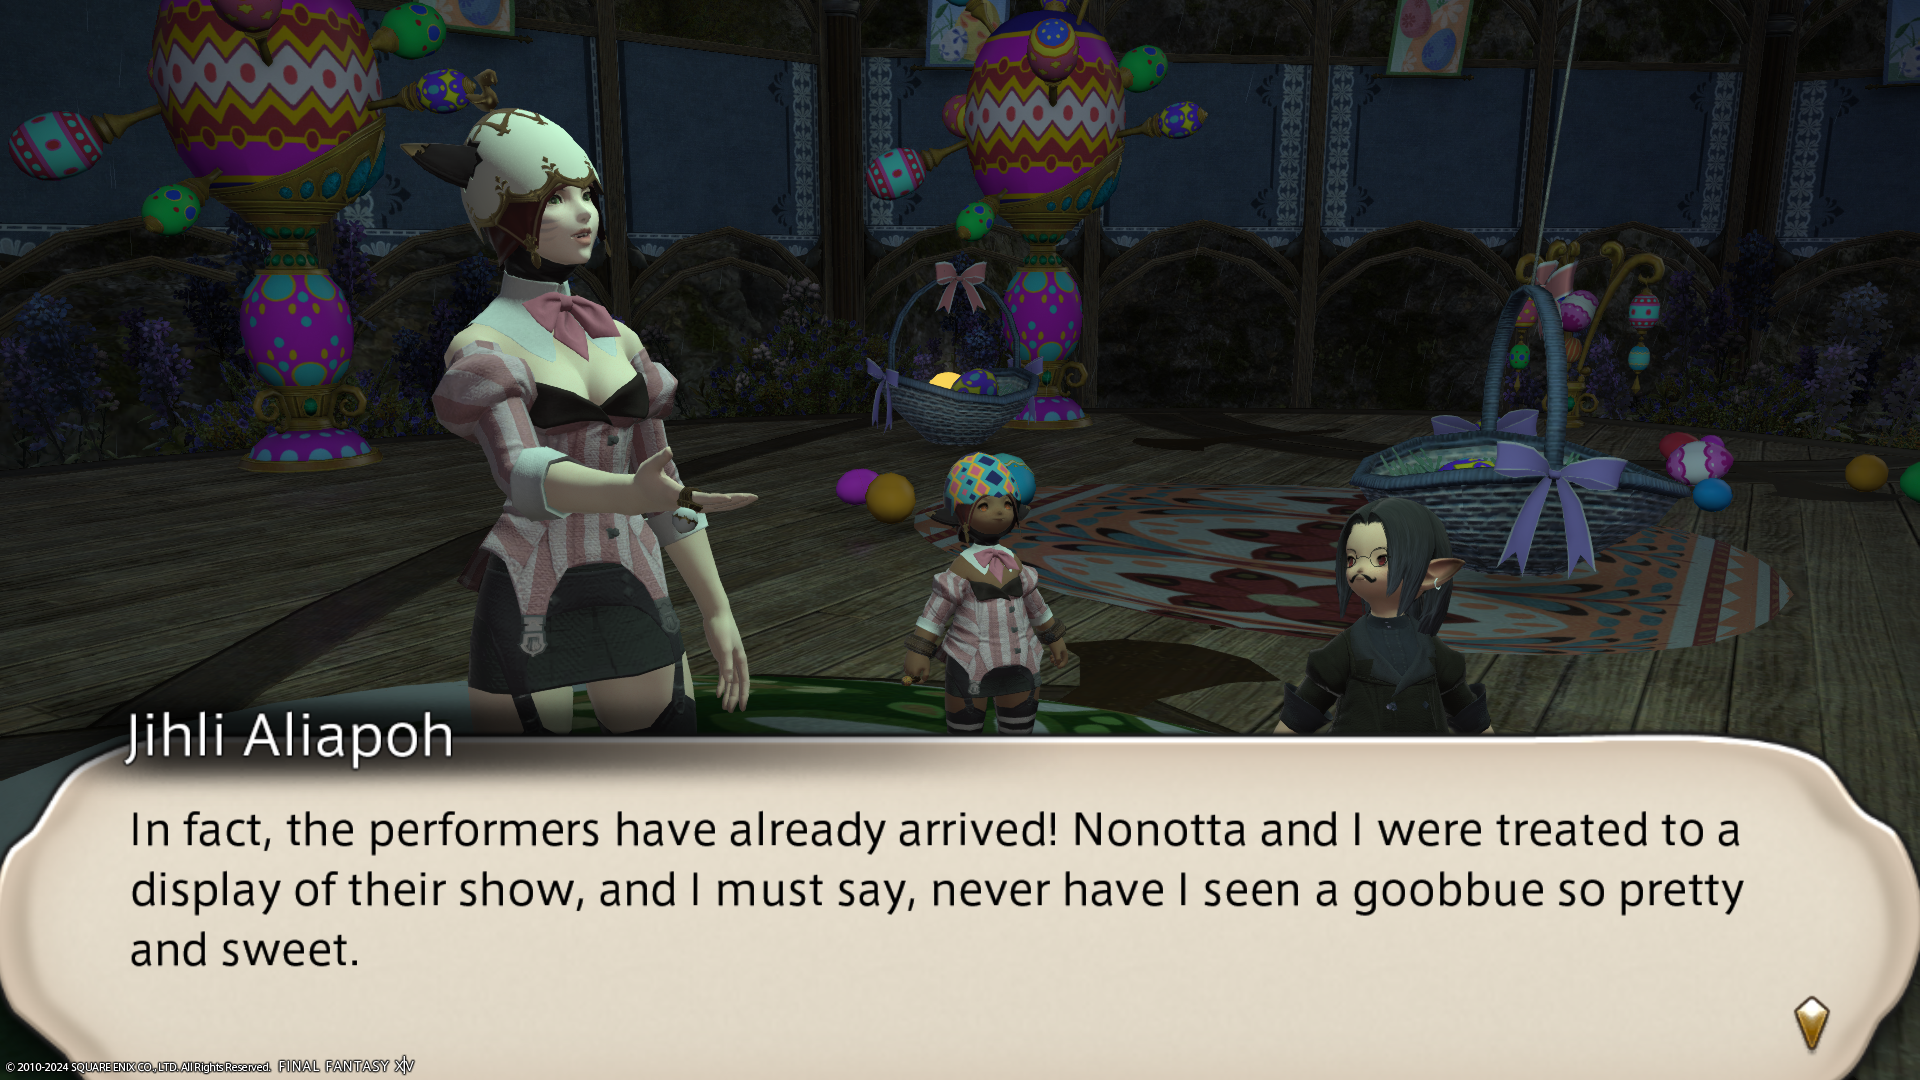 Jihli Aliapoh
In fact, the performers have already arrived! Nonotta and I were treated to a
display of their show, and I must say, never have I seen a goobbue so pretty
and sweet.
© 2010-2024 SQUARE ENIX CO., LTD. All Rights Reserved. FINAL FANTASY XIV